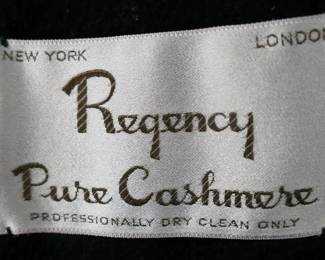 NEW YORK LONDON
Regency
Pure Cashmere
PROFESSIONALLY DRY CLEAN ONLY